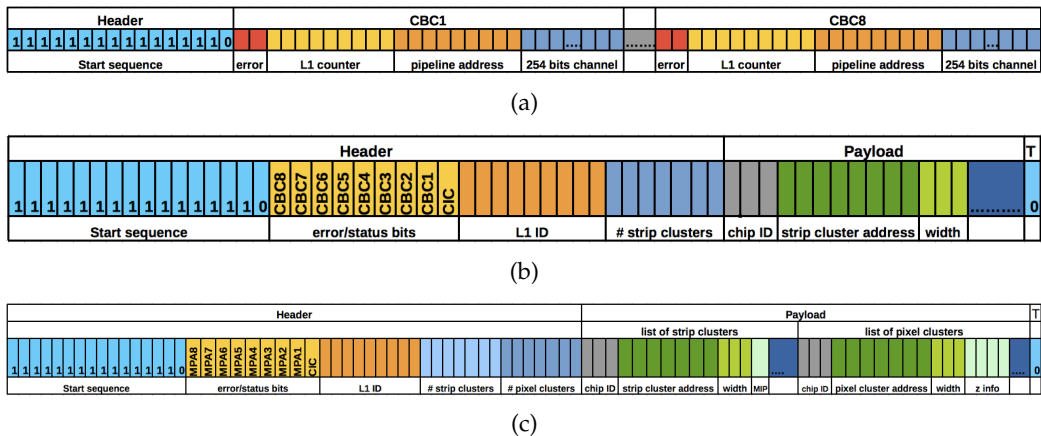 Header CBC1 CBC8
1 1 1 1 1 1 1 1 1 1 1 1 1 1 0 .... ....... ....
Start sequence error L1 counter pipeline address 254 bits channel error L1 counter pipeline address 254 bits channel
(a)
Header Payload T
1 1 1 1 1 1 1 1 1 1 1 1 1 1 0 CBC8 CBC7 CBC6 CBC5 CBC4 CBC3 CBC2 CBC1 CIC .......... 0
Start sequence error/status bits L1 ID # strip clusters chip ID strip cluster address width
(b)
Header Payload T
list of strip clusters list of pixel clusters
1 1 1 1 1 1 1 1 1 1 1 1 1 1 0 MPA8 MPA7 MPA6 MPA5 MPA4 MPA3 MPA2 MPA1 CIC .... .... 0
Start sequence error/status bits L1 ID # strip clusters # pixel clusters chip ID strip cluster address width MIP chip ID pixel cluster address width z info
(c)